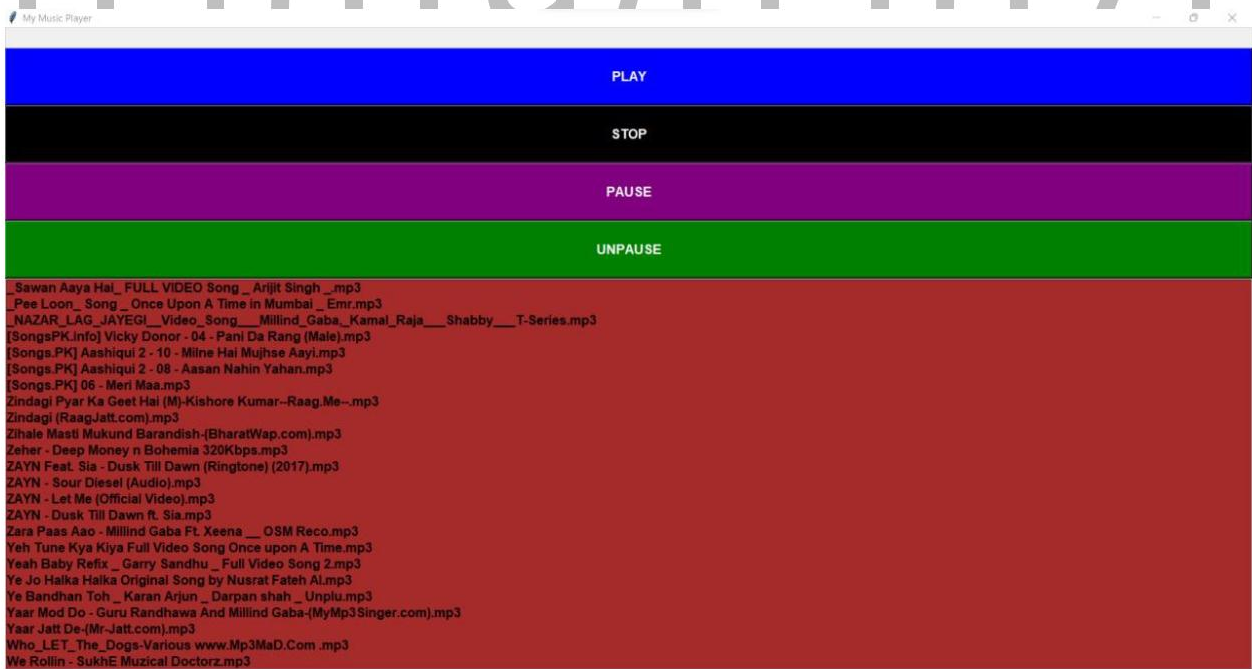 My Music Player
PLAY
STOP
PAUSE
UNPAUSE
_Sawan Aaya Hai_ FULL VIDEO Song _ Arijit Singh _.mp3
_Pee Loon_ Song _ Once Upon A Time in Mumbai _ Emr.mp3
_NAZAR_LAG_JAYEGI__Video_Song___Millind_Gaba,_Kamal_Raja___Shabby___T-Series.mp3
[SongsPK.info] Vicky Donor - 04 - Pani Da Rang (Male).mp3
[Songs.PK] Aashiqui 2 - 10 - Milne Hai Mujhse Aayi.mp3
[Songs.PK] Aashiqui 2 - 08 - Aasan Nahin Yahan.mp3
[Songs.PK] 06 - Meri Maa.mp3
Zindagi Pyar Ka Geet Hai (M)-Kishore Kumar--Raag.Me--.mp3
Zindagi (RaagJatt.com).mp3
Zihale Masti Mukund Barandish-(BharatWap.com).mp3
Zeher - Deep Money n Bohemia 320Kbps.mp3
ZAYN Feat. Sia - Dusk Till Dawn (Ringtone) (2017).mp3
ZAYN - Sour Diesel (Audio).mp3
ZAYN - Let Me (Official Video).mp3
ZAYN - Dusk Till Dawn ft. Sia.mp3
Zara Paas Aao - Millind Gaba Ft. Xeena __ OSM Reco.mp3
Yeh Tune Kya Kiya Full Video Song Once upon A Time.mp3
Yeah Baby Refix _ Garry Sandhu _ Full Video Song 2.mp3
Ye Jo Halka Halka Original Song by Nusrat Fateh Al.mp3
Ye Bandhan Toh _ Karan Arjun _ Darpan shah _ Unplu.mp3
Yaar Mod Do - Guru Randhawa And Millind Gaba-(MyMp3Singer.com).mp3
Yaar Jatt De-(Mr-Jatt.com).mp3
Who_LET_The_Dogs-Various www.Mp3MaD.Com .mp3
We Rollin - SukhE Muzical Doctorz.mp3